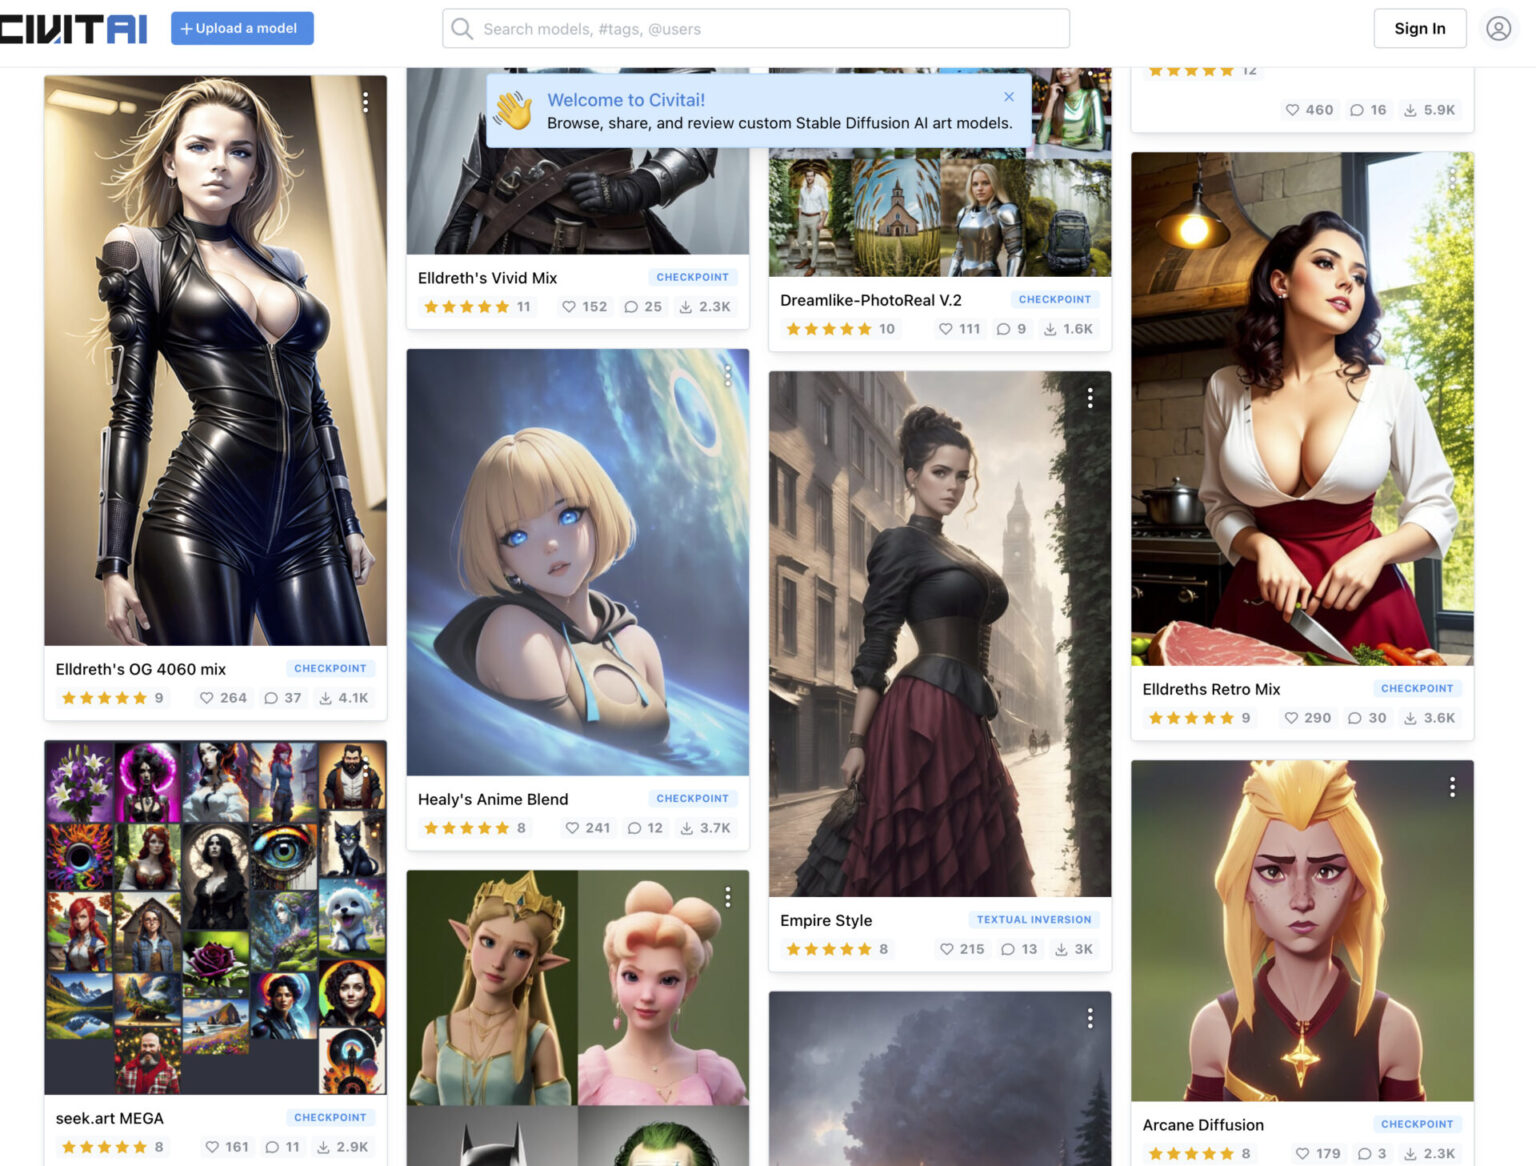 CIVITAI
+ Upload a model
Search models, #tags, @users
Sign In
Welcome to Civitai!
Browse, share, and review custom Stable Diffusion AI art models.
Elldreth's OG 4060 mix
CHECKPOINT
9
264
37
4.1K
seek.art MEGA
CHECKPOINT
8
161
11
2.9K
Elldreth's Vivid Mix
CHECKPOINT
11
152
25
2.3K
Healy's Anime Blend
CHECKPOINT
8
241
12
3.7K
Dreamlike-PhotoReal V.2
CHECKPOINT
10
111
9
1.6K
Empire Style
TEXTUAL INVERSION
8
215
13
3K
12
460
16
5.9K
Elldreths Retro Mix
CHECKPOINT
9
290
30
3.6K
Arcane Diffusion
CHECKPOINT
8
179
3
2.3K